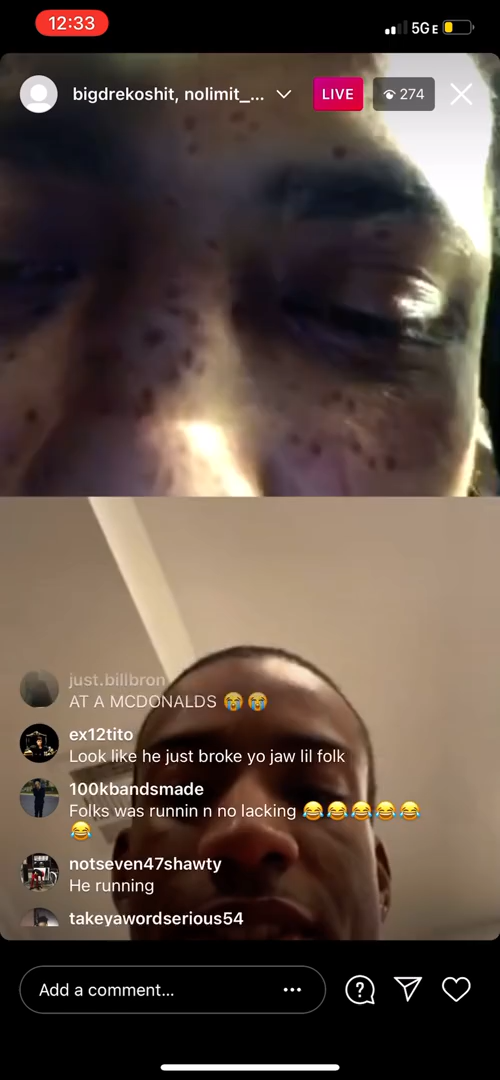 12:33
5GE
bigdrekoshit, nolimit_...
LIVE
274
just.billbron
AT A MCDONALDS 😭😭
ex12tito
Look like he just broke yo jaw lil folk
100kbandsmade
Folks was runnin n no lacking 😂😂😂😂😂
😂
notseven47shawty
He running
takeyawordserious54
Add a comment...